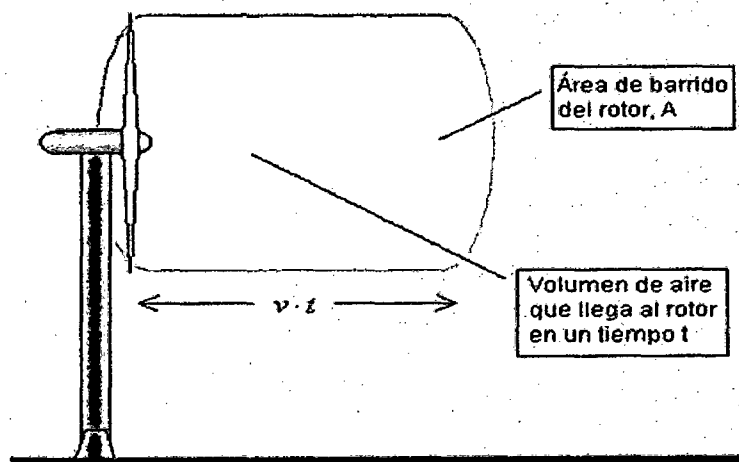 Área de barrido
del rotor, A
Volumen de aire
que llega al rotor
en un tiempo t
v·t